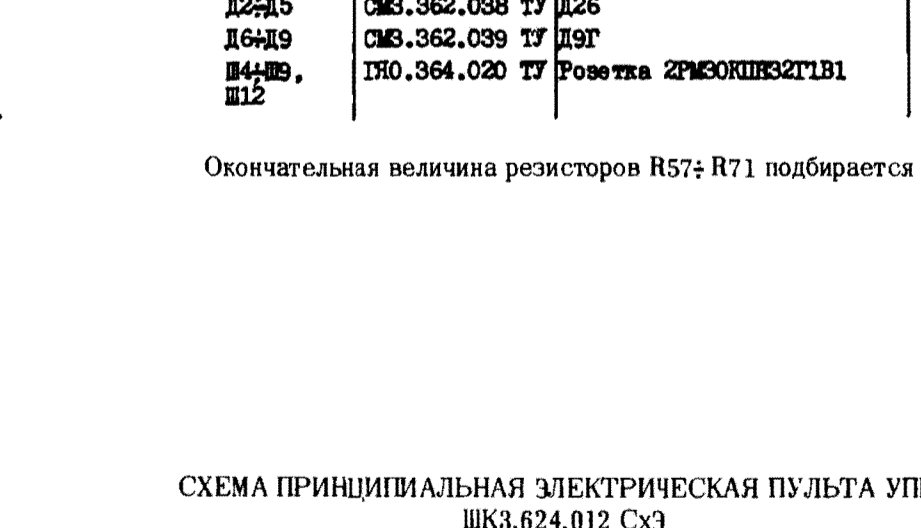 Д2÷Д5 СМ3.362.038 ТУ Д26
Д6÷Д9 СМ3.362.039 ТУ Д9Г
Ш4÷Ш9, ГЯ0.364.020 ТУ Розетка 2РМ30КПН32Г1В1
Ш12
Окончательная величина резисторов R57÷R71 подбирается
СХЕМА ПРИНЦИПИАЛЬНАЯ ЭЛЕКТРИЧЕСКАЯ ПУЛЬТА
ШК3.624.012 СхЭ